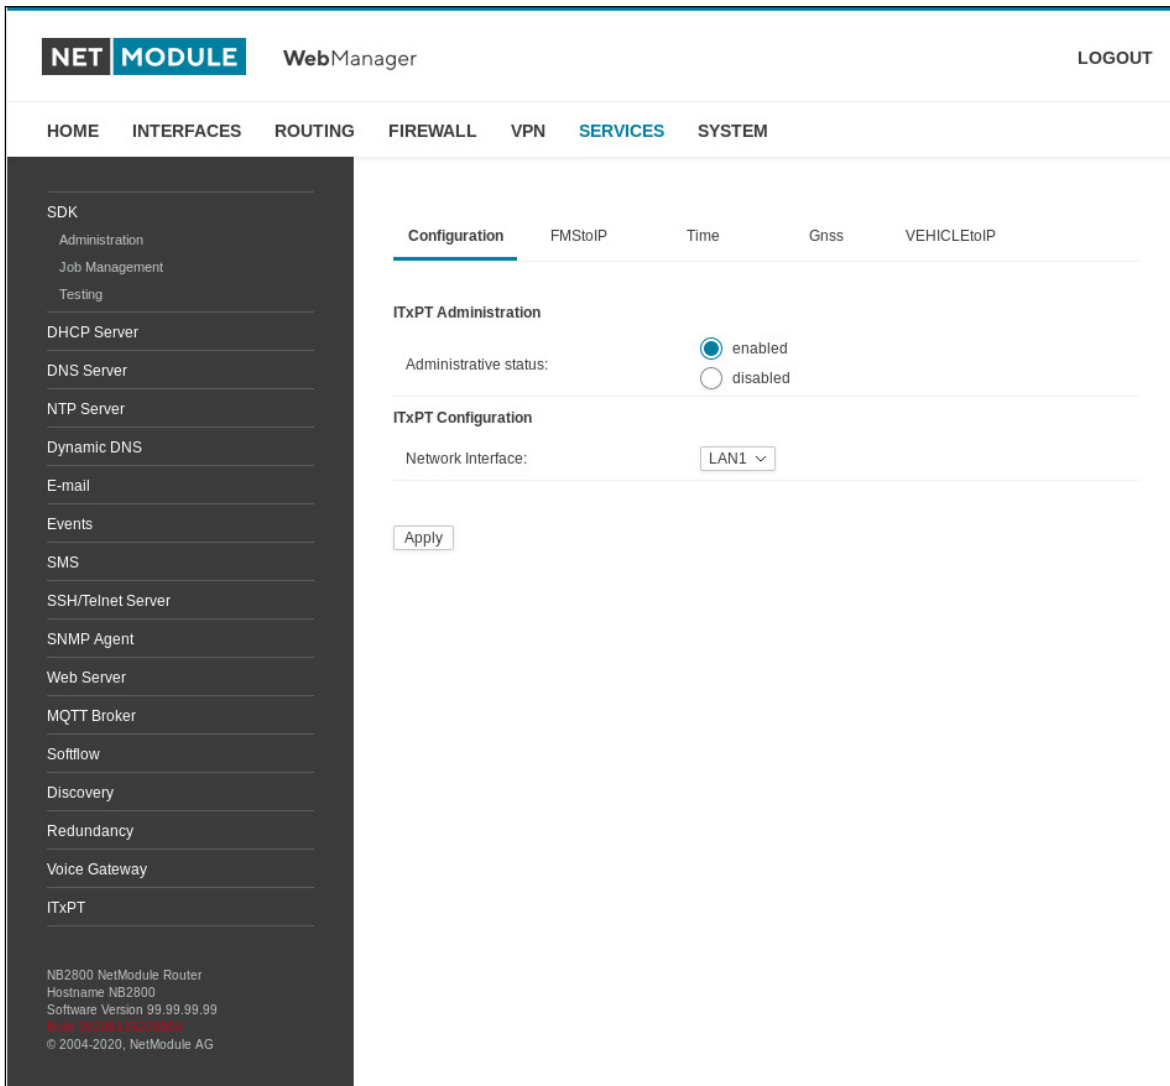 NET MODULE WebManager LOGOUT
HOME INTERFACES ROUTING FIREWALL VPN SERVICES SYSTEM
SDK
Administration
Job Management
Testing
DHCP Server
DNS Server
NTP Server
Dynamic DNS
E-mail
Events
SMS
SSH/Telnet Server
SNMP Agent
Web Server
MQTT Broker
Softflow
Discovery
Redundancy
Voice Gateway
ITxPT
NB2800 NetModule Router
Hostname NB2800
Software Version 99.99.99.99
Build
© 2004-2020, NetModule AG
Configuration FMStoIP Time Gnss VEHICLEtoIP
ITxPT Administration
Administrative status:
enabled
disabled
ITxPT Configuration
Network Interface: LAN1
Apply